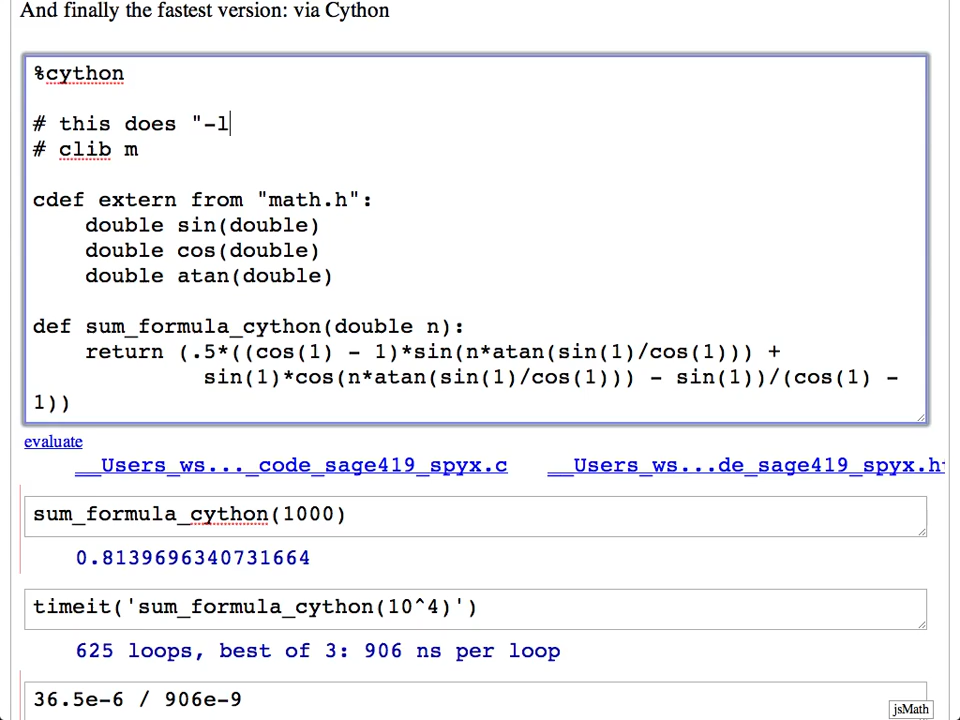 And finally the fastest version: via Cython
%cython
# this does "-l
# clib m
cdef extern from "math.h":
double sin(double)
double cos(double)
double atan(double)
def sum_formula_cython(double n):
return (.5*((cos(1) - 1)*sin(n*atan(sin(1)/cos(1))) +
sin(1)*cos(n*atan(sin(1)/cos(1))) - sin(1))/(cos(1) -
1))
evaluate
__Users_ws..._code_sage419_spyx.c __Users_ws...de_sage419_spyx.h
sum_formula_cython(1000)
0.8139696340731664
timeit('sum_formula_cython(10^4)')
625 loops, best of 3: 906 ns per loop
36.5e-6 / 906e-9
jsMath